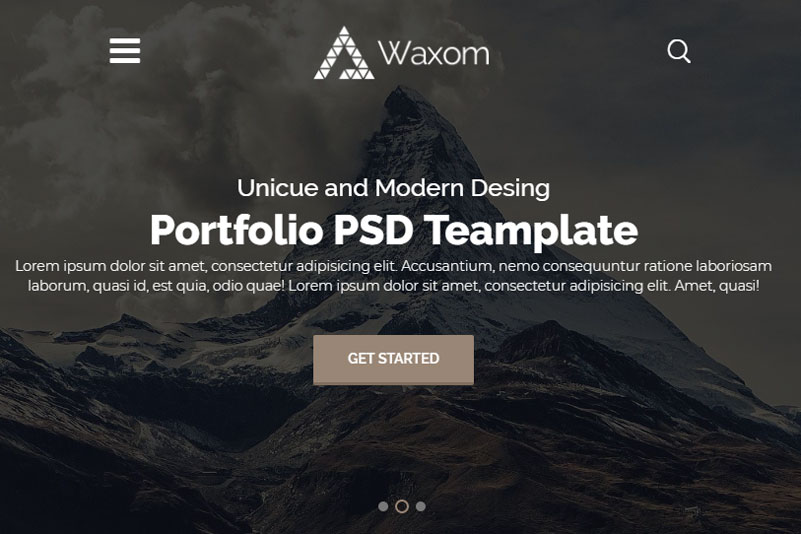 Waxom
Unicue and Modern Desing
Portfolio PSD Teamplate
Lorem ipsum dolor sit amet, consectetur adipisicing elit. Accusantium, nemo consequuntur ratione laboriosam
laborum, quasi id, est quia, odio quae! Lorem ipsum dolor sit amet, consectetur adipisicing elit. Amet, quasi!
GET STARTED